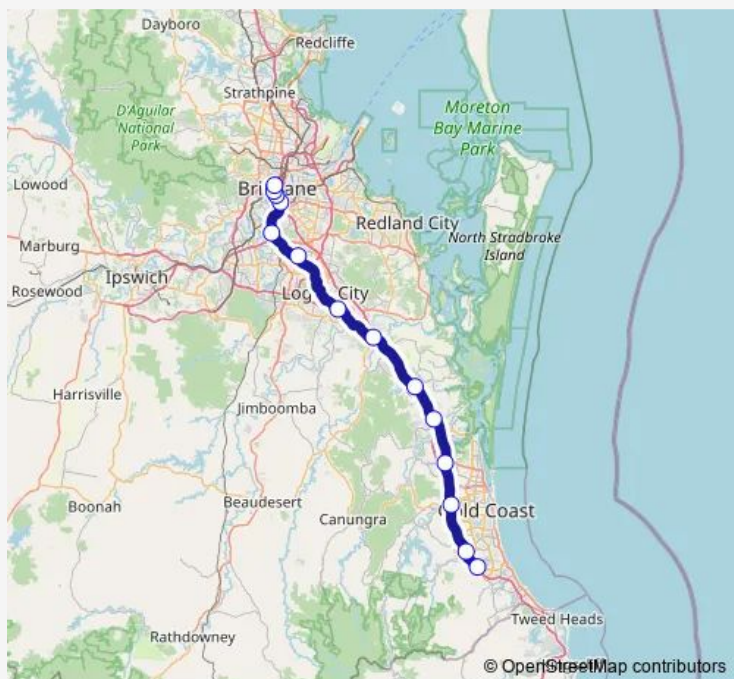 Dayboro
Redcliffe
Strathpine
D'Aguilar
National
Park
Moreton
Bay Marine
Park
Lowood
Brisbane
Redland City
Marburg
North Stradbroke
Island
Ipswich
Rosewood
City
Harrisville
Jimboomba
Boonah
Beaudesert
Gold Coast
Canungra
Tweed Heads
Rathdowney
© OpenStreetMap contributors